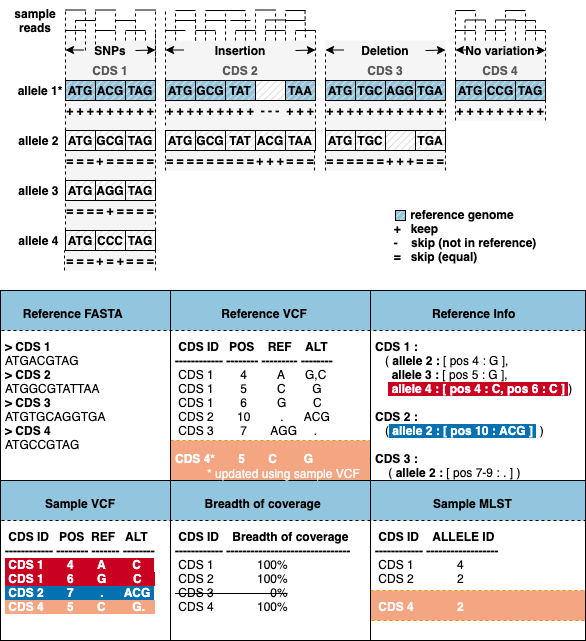 sample
reads
SNPs Insertion Deletion No variation
CDS 1 CDS 2 CDS 3 CDS 4
allele 1* ATG ACG TAG ATG GCG TAT TAA ATG TGC AGG TGA ATG CCG TAG
+++++++++ +++++++++---+++ ++++++++++++ +++++++++
allele 2 ATG GCG TAG ATG GCG TAT ACG TAA ATG TGC TGA
===+===== =========+++=== ======+++===
allele 3 ATG AGG TAG
====+====
allele 4 ATG CCC TAG
===+=+===
reference genome
+ keep
- skip (not in reference)
= skip (equal)
Reference FASTA
> CDS 1
ATGACGTAG
> CDS 2
ATGGCGTATTAA
> CDS 3
ATGTGCAGGTGA
> CDS 4
ATGCCGTAG
Reference VCF
CDS ID POS REF ALT
CDS 1 4 A G,C
CDS 1 5 C G
CDS 1 6 G C
CDS 2 10 . ACG
CDS 3 7 AGG .
CDS 4* 5 C G
* updated using sample VCF
Reference Info
CDS 1 :
( allele 2 : [ pos 4 : G ],
allele 3 : [ pos 5 : G ],
allele 4 : [ pos 4 : C, pos 6 : C ] )
CDS 2 :
( allele 2 : [ pos 10 : ACG ] )
CDS 3 :
( allele 2 : [ pos 7-9 : . ] )
Sample VCF
CDS ID POS REF ALT
CDS 1 4 A C
CDS 1 6 G C
CDS 2 7 . ACG
CDS 4 5 C G.
Breadth of coverage
CDS ID Breadth of coverage
CDS 1 100%
CDS 2 100%
CDS 3 0%
CDS 4 100%
Sample MLST
CDS ID ALLELE ID
CDS 1 4
CDS 2 2
CDS 4 2